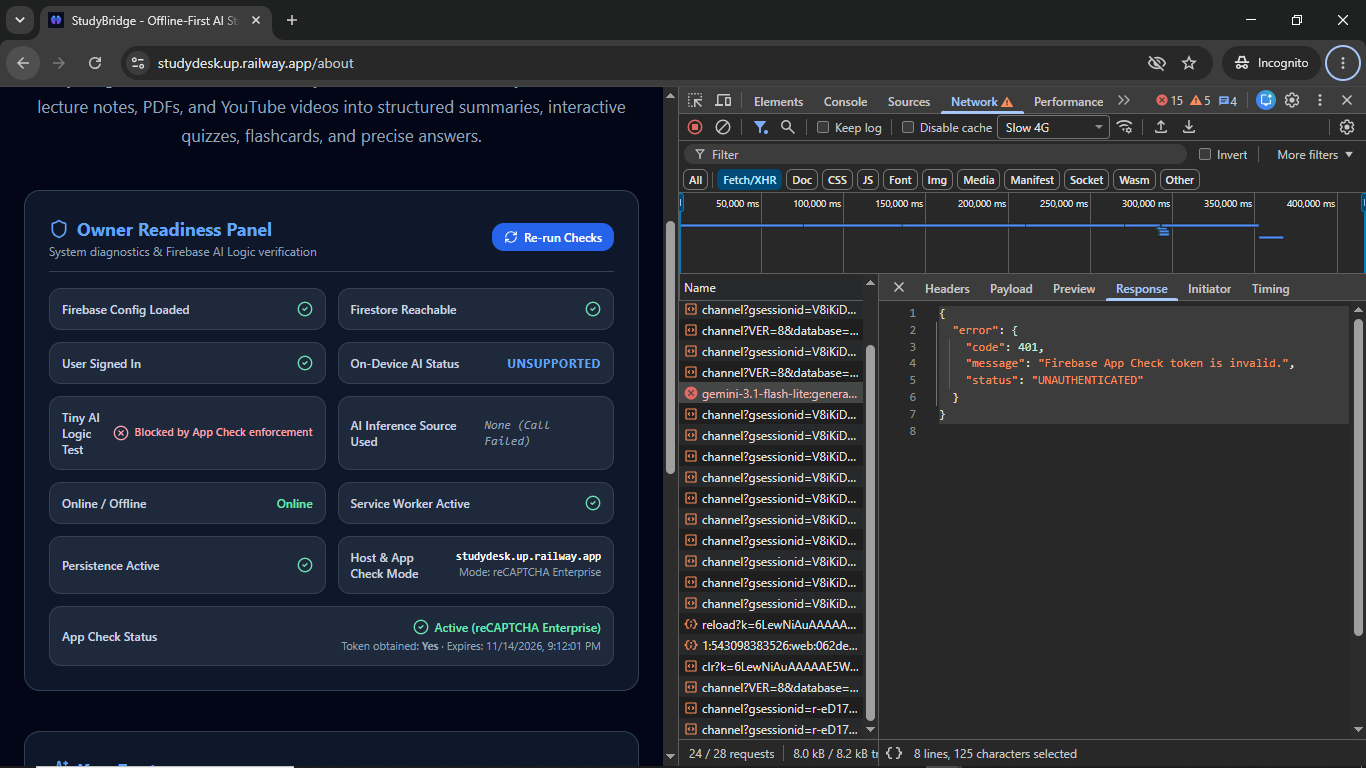 StudyBridge - Offline-First AI St
studydesk.up.railway.app/about
Incognito
lecture notes, PDFs, and YouTube videos into structured summaries, interactive
quizzes, flashcards, and precise answers.
Owner Readiness Panel
System diagnostics & Firebase AI Logic verification
Re-run Checks
Firebase Config Loaded
Firestore Reachable
User Signed In
On-Device AI Status
UNSUPPORTED
Tiny AI
Logic
Test
Blocked by App Check enforcement
AI Inference Source
Used
None (Call
Failed)
Online / Offline
Online
Service Worker Active
Persistence Active
Host & App
Check Mode
studydesk.up.railway.app
Mode: reCAPTCHA Enterprise
App Check Status
Active (reCAPTCHA Enterprise)
Token obtained: Yes · Expires: 11/14/2026, 9:12:01 PM
Elements
Console
Sources
Network
Performance
15
5
4
Keep log
Disable cache
Slow 4G
Filter
Invert
More filters
All
Fetch/XHR
Doc
CSS
JS
Font
Img
Media
Manifest
Socket
Wasm
Other
50,000 ms
100,000 ms
150,000 ms
200,000 ms
250,000 ms
300,000 ms
350,000 ms
400,000 ms
Name
channel?gsessionid=V8iKiD...
channel?VER=8&database=...
channel?gsessionid=V8iKiD...
channel?VER=8&database=...
gemini-3.1-flash-lite:genera...
channel?gsessionid=V8iKiD...
channel?gsessionid=V8iKiD...
channel?gsessionid=V8iKiD...
channel?gsessionid=V8iKiD...
channel?gsessionid=V8iKiD...
channel?gsessionid=V8iKiD...
channel?gsessionid=V8iKiD...
channel?gsessionid=V8iKiD...
channel?gsessionid=V8iKiD...
channel?gsessionid=V8iKiD...
reload?k=6LewNiAuAAAAA...
1:543098383526:web:062de...
clr?k=6LewNiAuAAAAAE5W...
channel?VER=8&database=...
channel?gsessionid=r-eD17...
channel?gsessionid=r-eD17...
24 / 28 requests
8.0 kB / 8.2 kB tr
Headers
Payload
Preview
Response
Initiator
Timing
1 {
2 "error": {
3 "code": 401,
4 "message": "Firebase App Check token is invalid.",
5 "status": "UNAUTHENTICATED"
6 }
7 }
8
{ } 8 lines, 125 characters selected